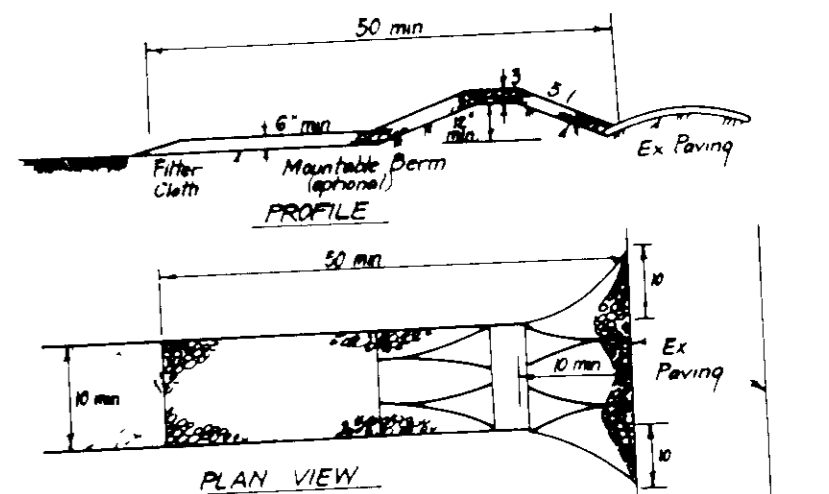 50 min
3
5 1
6" min
12"
min
Ex Paving
Filter
Cloth
Mountable Berm
(optional)
PROFILE
50 min
10
Ex
Paving
10 min
10 min
10
PLAN VIEW